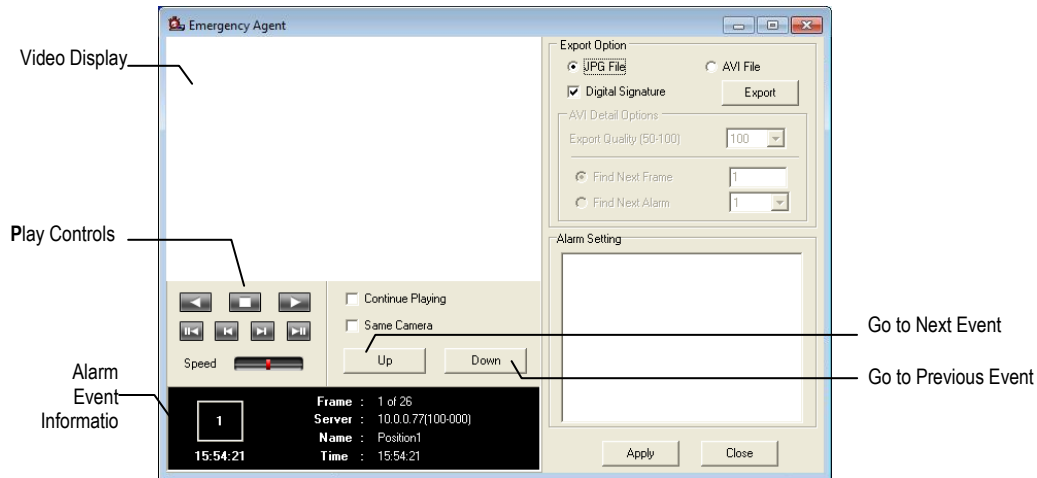 Emergency Agent
Video Display
Export Option
JPG File
AVI File
Digital Signature
Export
AVI Detail Options
Export Quality (50-100)
100
Find Next Frame
1
Find Next Alarm
1
Play Controls
Alarm Setting
Continue Playing
Same Camera
Go to Next Event
Speed
Up
Down
Go to Previous Event
Alarm
Event
Informatio
1
15:54:21
Frame : 1 of 26
Server : 10.0.0.77(100-000)
Name : Position1
Time : 15:54:21
Apply
Close